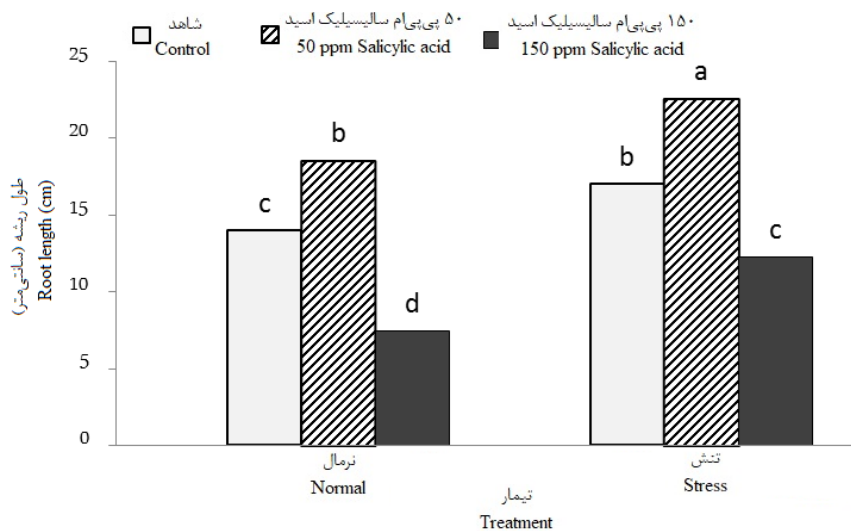 شاهد
Control
۵۰ پی‌پی‌ام سالیسیلیک اسید
50 ppm Salicylic acid
۱۵۰ پی‌پی‌ام سالیسیلیک اسید
150 ppm Salicylic acid
طول ریشه (سانتی‌متر)
Root length (cm)
25
20
15
10
5
0
c
b
d
b
a
c
نرمال
Normal
تنش
Stress
تیمار
Treatment